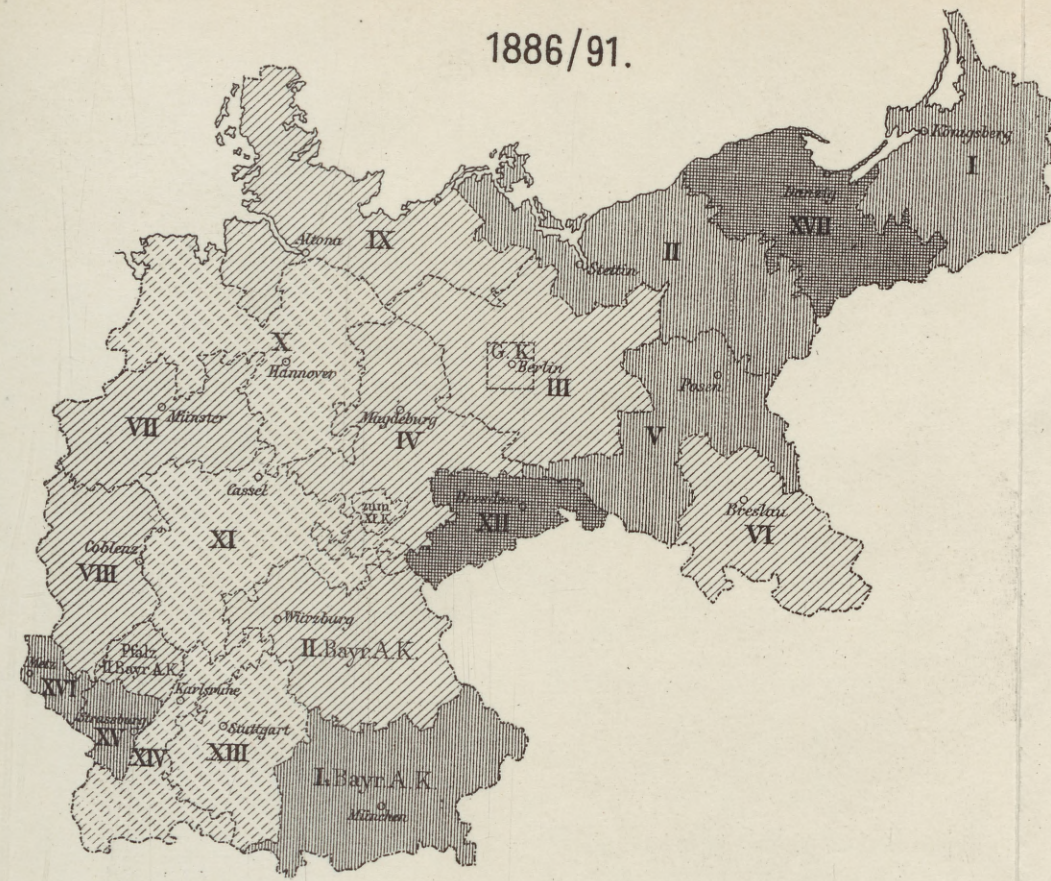 1886/91.
Königsberg
I
Danzig
XVII
Altona
IX
II
Stettin
X
Hannover
G. K.
Berlin
III
Posen
Münster
VII
Magdeburg
IV
V
Cassel
zum
XI.K.
Dresden
XII
Breslau
VI
XI
Coblenz
VIII
Würzburg
II. Bayr. A. K.
Pfalz
II Bayr. A. K.
Metz
XVI
Karlsruhe
Strassburg
XV
XIV
Stuttgart
XIII
I. Bayr. A. K.
München